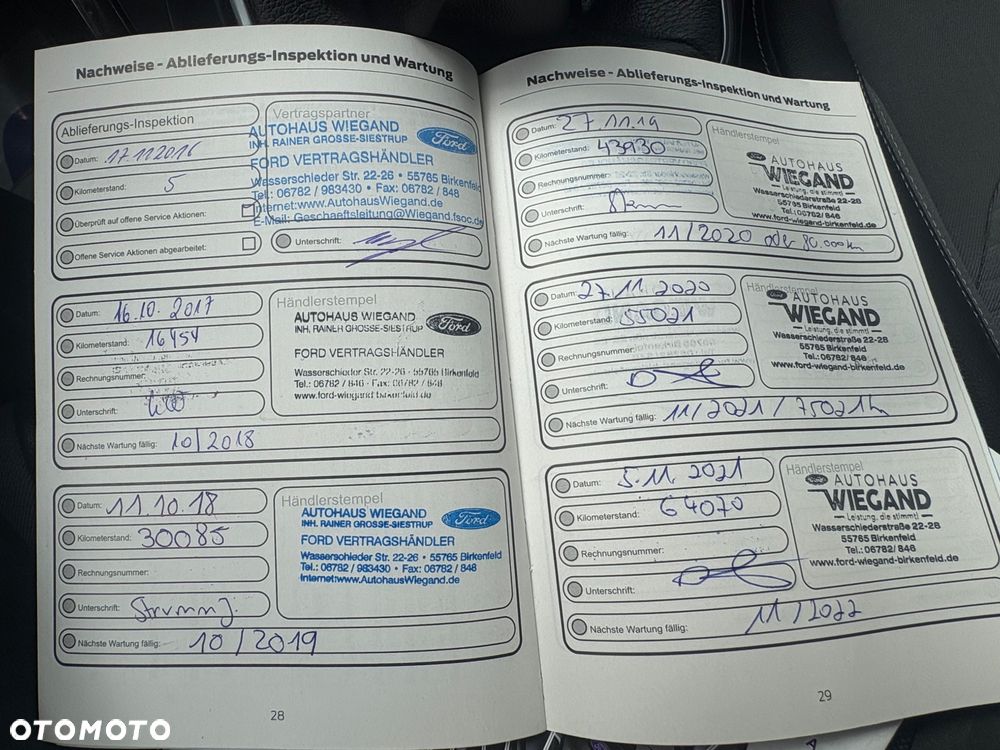 Nachweise - Ablieferungs-Inspektion und Wartung
Ablieferungs-Inspektion
Datum: 17.11.2016
Kilometerstand: 5
Überprüft auf offene Service Aktionen:
Offene Service Aktionen abgearbeitet:
Vertragspartner
AUTOHAUS WIEGAND
INH. RAINER GROSSE-SIESTRUP
Ford
FORD VERTRAGSHÄNDLER
Wasserschieder Str. 22-26 • 55765 Birkenfeld
Tel.: 06782 / 983430 • Fax: 06782 / 848
Internet:www.AutohausWiegand.de
E-Mail: Geschaeftsleitung@Wiegand.fsoc.de
Unterschrift:
Datum: 16.10.2017
Kilometerstand: 16454
Rechnungsnummer:
Unterschrift:
Nächste Wartung fällig: 10/2018
Händlerstempel
AUTOHAUS WIEGAND
INH. RAINER GROSSE-SIESTRUP
Ford
FORD VERTRAGSHÄNDLER
Wasserschieder Str. 22-26 - 55765 Birkenfeld
Tel.: 06782 / 846 - Fax: 06782 / 848
www.ford-wiegand-birkenfeld.de
Datum: 11.10.18
Kilometerstand: 30085
Rechnungsnummer:
Unterschrift:
Nächste Wartung fällig: 10/2019
Händlerstempel
AUTOHAUS WIEGAND
INH. RAINER GROSSE-SIESTRUP
Ford
FORD VERTRAGSHÄNDLER
Wasserschieder Str. 22-26 • 55765 Birkenfeld
Tel.: 06782 / 983430 • Fax: 06782 / 848
Internet:www.AutohausWiegand.de
28
Nachweise - Ablieferungs-Inspektion und Wartung
Datum: 27.11.19
Kilometerstand: 43930
Rechnungsnummer:
Unterschrift:
Nächste Wartung fällig: 11/2020 oder 80.000km
Händlerstempel
Ford
AUTOHAUS
WIEGAND
Leistung, die stimmt!
Wasserschiederstraße 22-28
55765 Birkenfeld
Tel.: 06782/846
www.ford-wiegand-birkenfeld.de
Datum: 27.11.2020
Kilometerstand: 55021
Rechnungsnummer:
Unterschrift:
Nächste Wartung fällig: 11/2021 / 75021km
Händlerstempel
Ford
AUTOHAUS
WIEGAND
Leistung, die stimmt!
Wasserschiederstraße 22-28
55765 Birkenfeld
Tel.: 06782/846
www.ford-wiegand-birkenfeld.de
Datum: 5.11.2021
Kilometerstand: 64070
Rechnungsnummer:
Unterschrift:
Nächste Wartung fällig: 11/2022
Händlerstempel
Ford
AUTOHAUS
WIEGAND
Leistung, die stimmt!
Wasserschiederstraße 22-28
55765 Birkenfeld
Tel.: 06782/846
www.ford-wiegand-birkenfeld.de
29
OTOMOTO